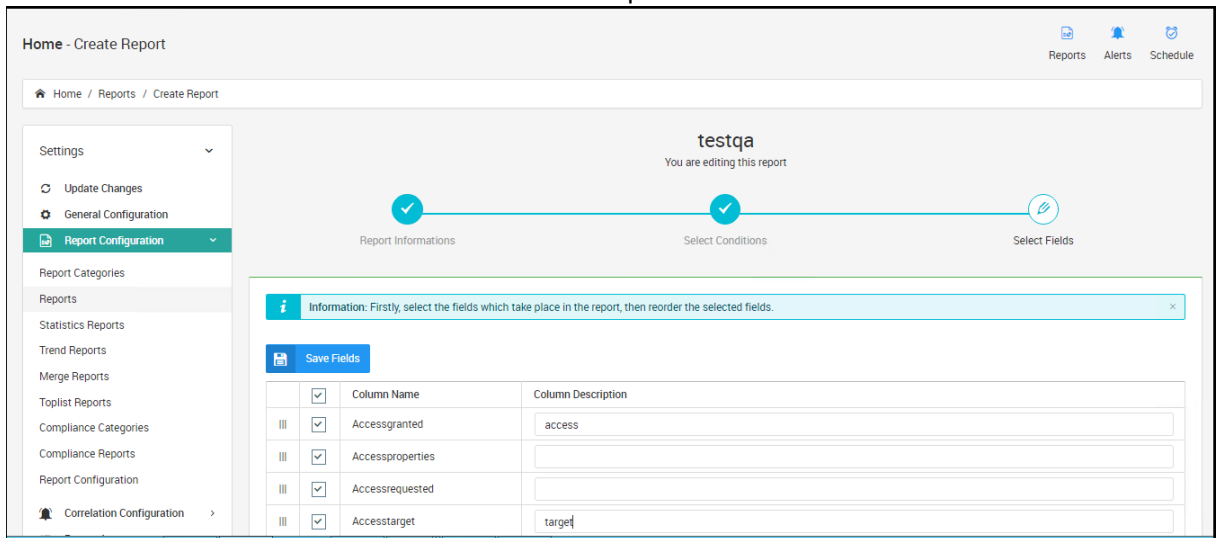 Home - Create Report
Reports Alerts Schedule
Home / Reports / Create Report
Settings
Update Changes
General Configuration
Report Configuration
Report Categories
Reports
Statistics Reports
Trend Reports
Merge Reports
Toplist Reports
Compliance Categories
Compliance Reports
Report Configuration
Correlation Configuration
testqa
You are editing this report
Report Informations
Select Conditions
Select Fields
Information: Firstly, select the fields which take place in the report, then reorder the selected fields.
Save Fields
Column Name Column Description
Accessgranted access
Accessproperties
Accessrequested
Accesstarget target